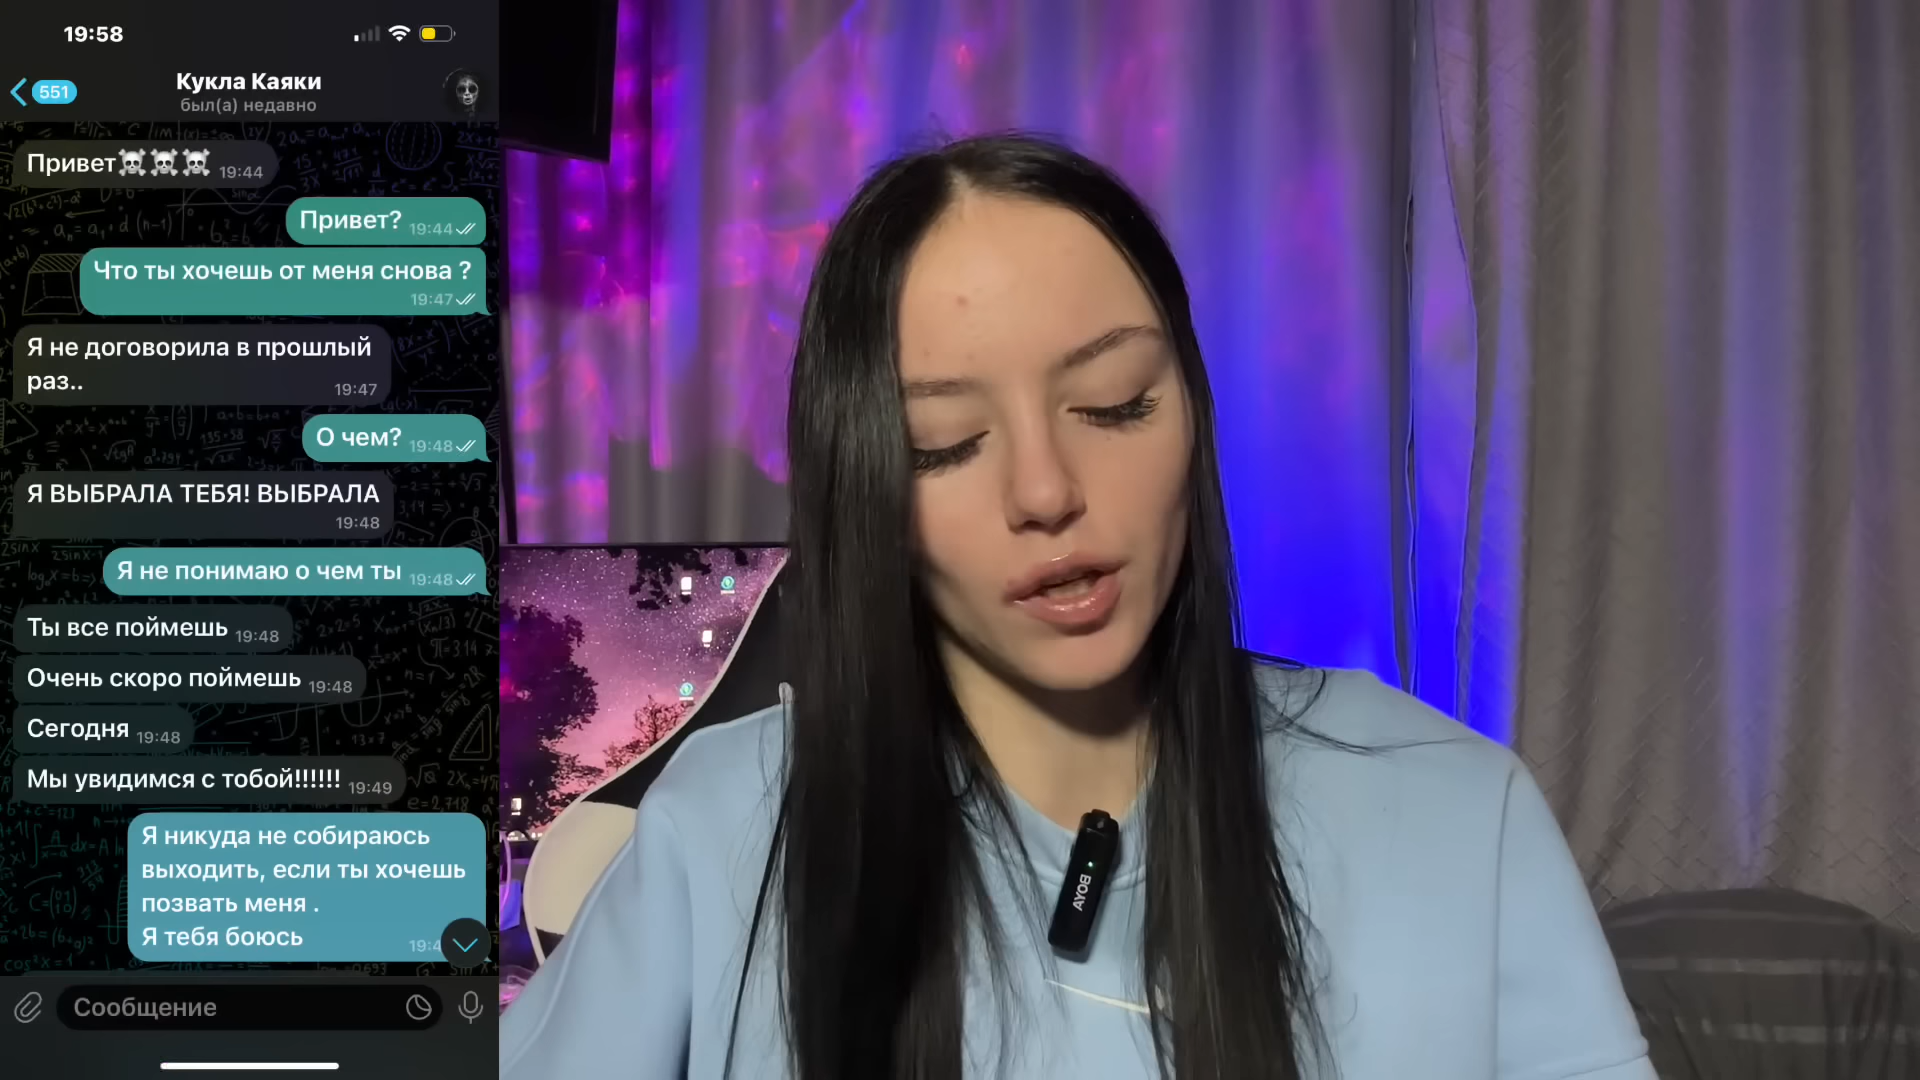 19:58
551
Кукла Каяки
был(а) недавно
Привет☠️☠️☠️ 19:44
Привет? 19:44
Что ты хочешь от меня снова ?
19:47
Я не договорила в прошлый
раз.. 19:47
О чем? 19:48
Я ВЫБРАЛА ТЕБЯ! ВЫБРАЛА
19:48
Я не понимаю о чем ты 19:48
Ты все поймешь 19:48
Очень скоро поймешь 19:48
Сегодня 19:48
Мы увидимся с тобой!!!!!! 19:49
Я никуда не собираюсь
выходить, если ты хочешь
позвать меня .
Я тебя боюсь
Сообщение
BOYA